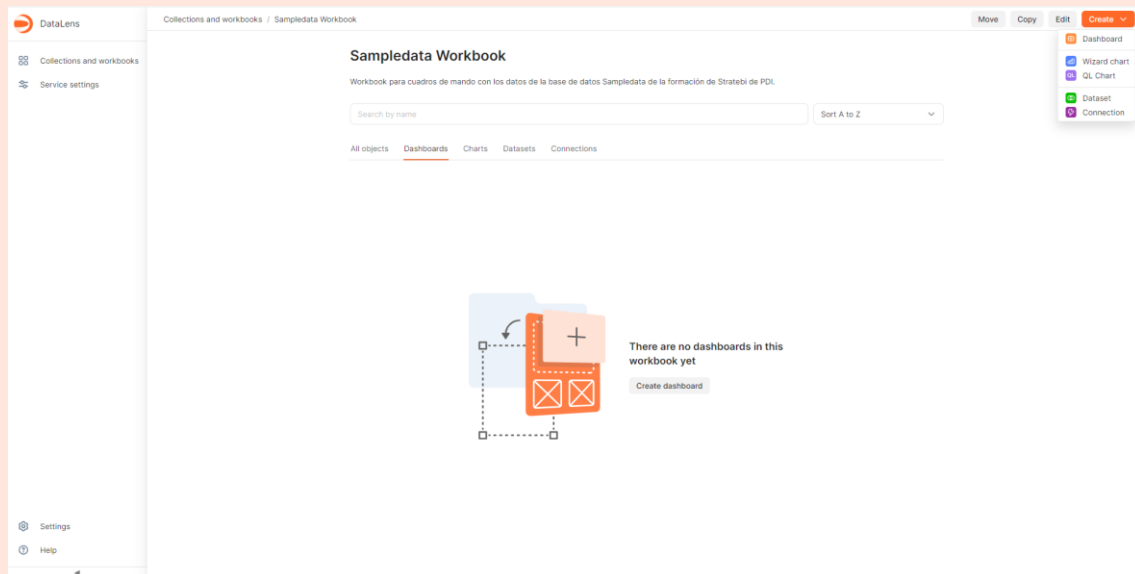 DataLens
Collections and workbooks / Sampledata Workbook
Move
Copy
Edit
Create
Collections and workbooks
Service settings
Dashboard
Wizard chart
QL
QL Chart
Dataset
Connection
Sampledata Workbook
Workbook para cuadros de mando con los datos de la base de datos Sampledata de la formación de Stratebi de PDI.
Search by name
Sort A to Z
All objects
Dashboards
Charts
Datasets
Connections
There are no dashboards in this
workbook yet
Create dashboard
Settings
Help